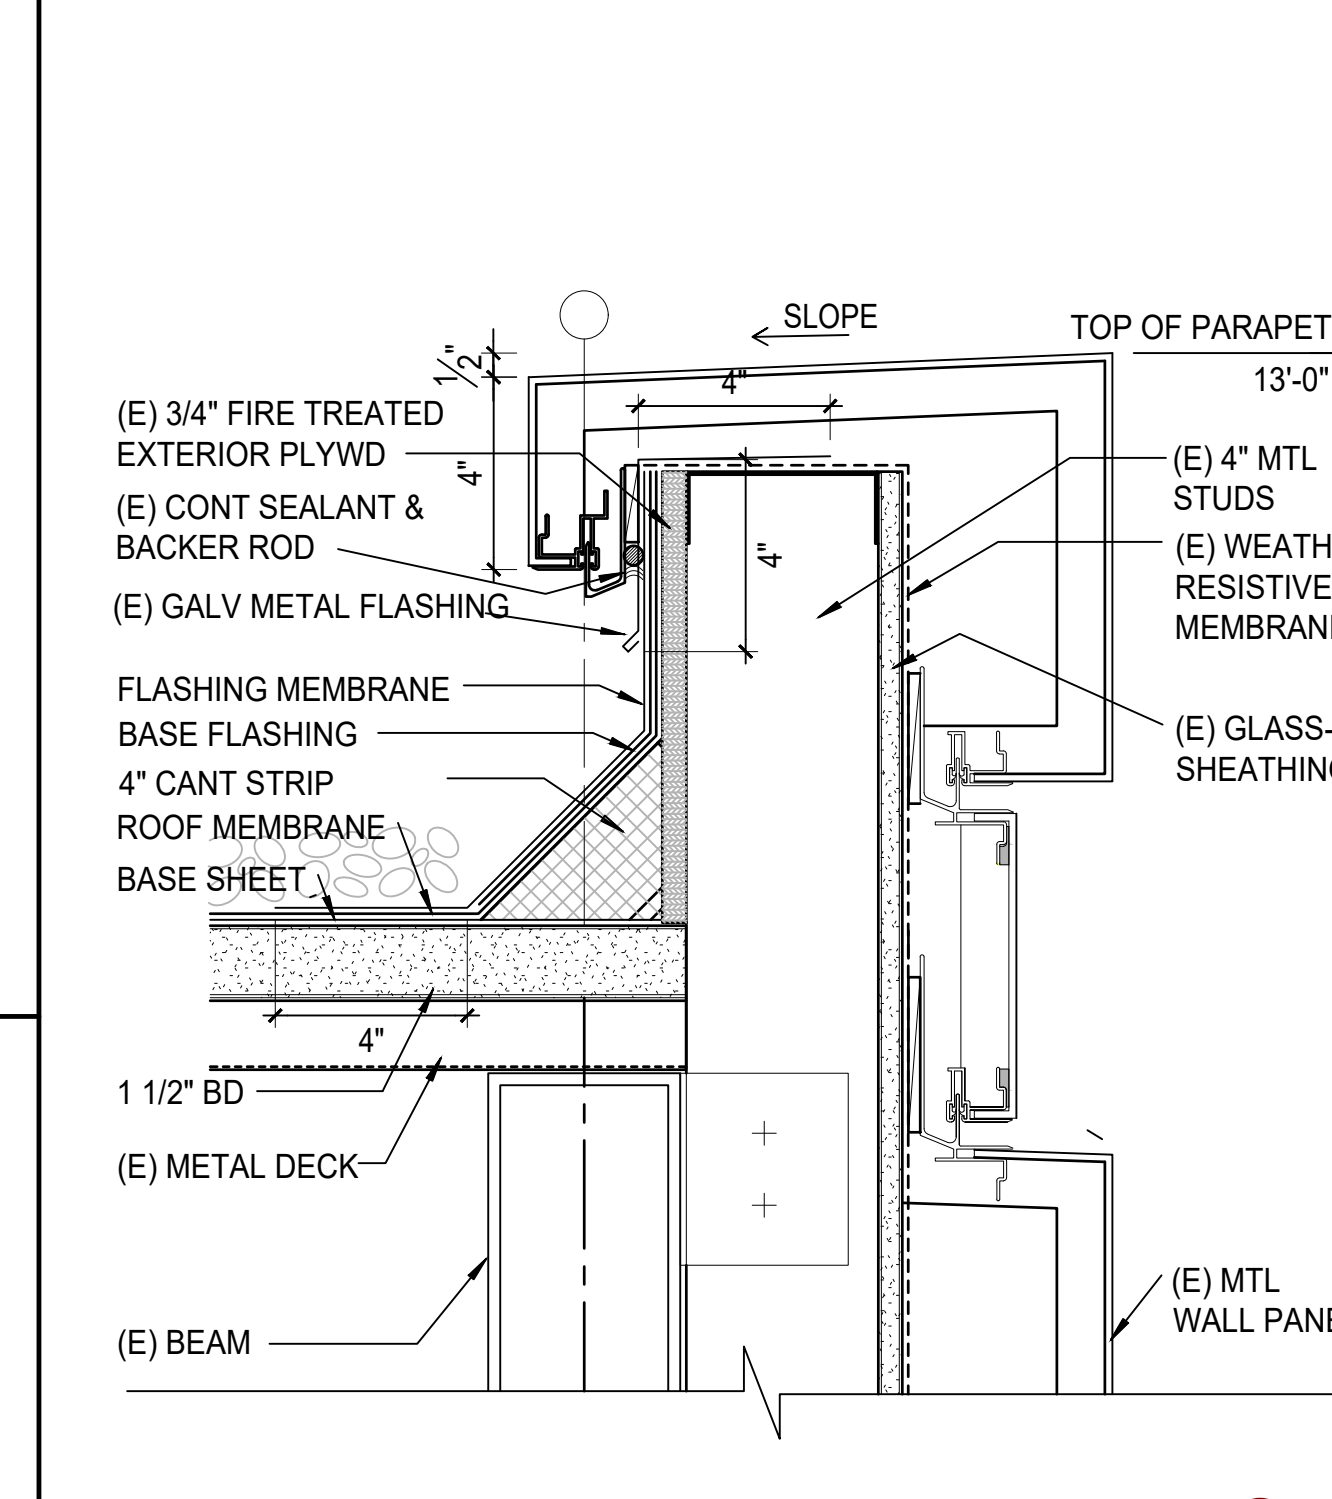 SLOPE
TOP OF PARAPET
13'-0"
1/2"
4"
4"
4"
4"
(E) 3/4" FIRE TREATED
EXTERIOR PLYWD
(E) CONT SEALANT &
BACKER ROD
(E) GALV METAL FLASHING
FLASHING MEMBRANE
BASE FLASHING
4" CANT STRIP
ROOF MEMBRANE
BASE SHEET
1 1/2" BD
(E) METAL DECK
(E) BEAM
(E) 4" MTL
STUDS
(E) WEATH
RESISTIVE
MEMBRAN
(E) GLASS-
SHEATHING
(E) MTL
WALL PANE